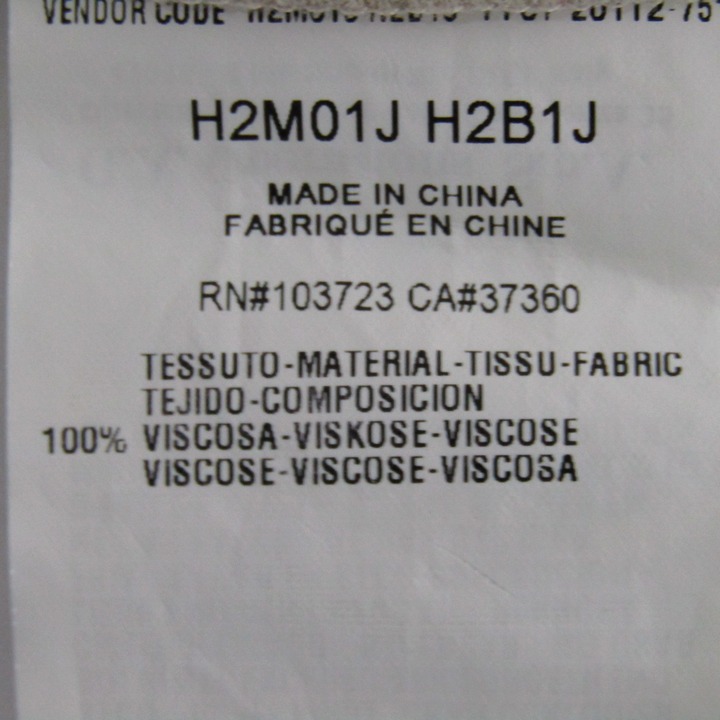 VENDOR CODE
H2M01J H2B1J
MADE IN CHINA
FABRIQUÉ EN CHINE
RN#103723 CA#37360
TESSUTO-MATERIAL-TISSU-FABRIC
TEJIDO-COMPOSICION
100% VISCOSA-VISKOSE-VISCOSE
VISCOSE-VISCOSE-VISCOSA